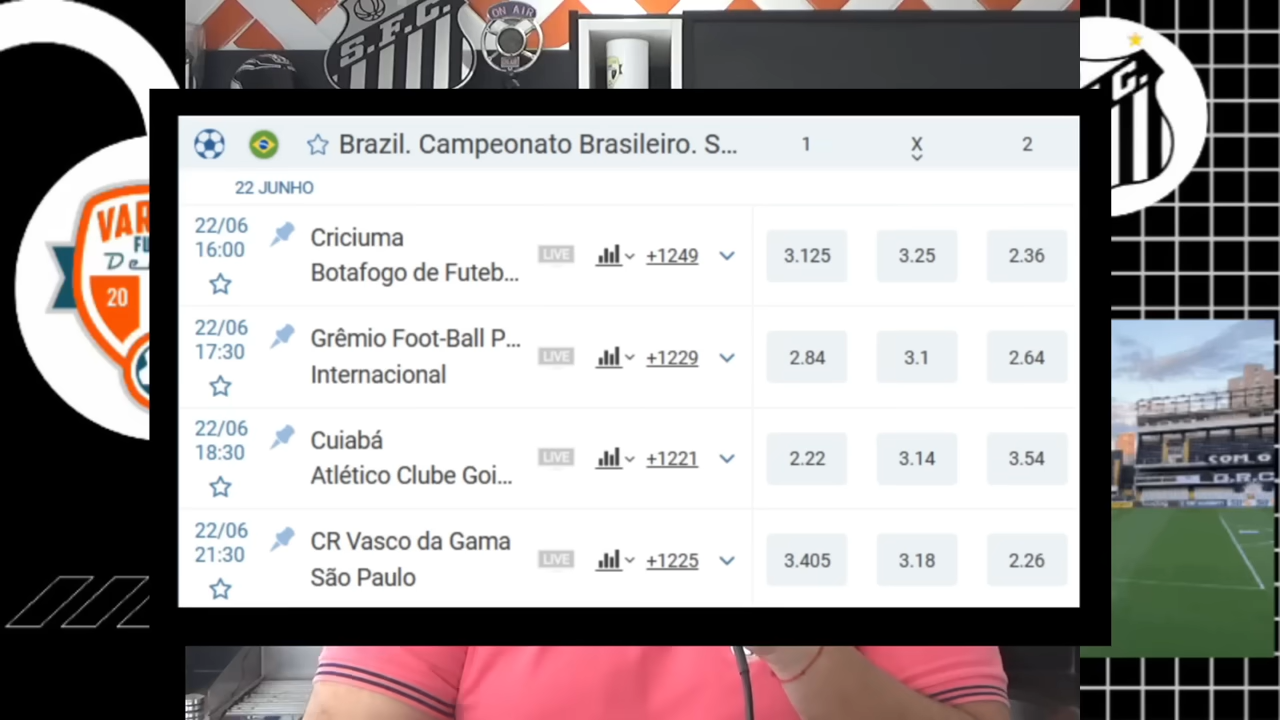 ON AIR
S.F.C.
Brazil. Campeonato Brasileiro. S... 1 X 2
22 JUNHO
22/06
16:00
Criciuma
Botafogo de Futeb...
LIVE +1249 3.125 3.25 2.36
22/06
17:30
Grêmio Foot-Ball P...
Internacional
LIVE +1229 2.84 3.1 2.64
22/06
18:30
Cuiabá
Atlético Clube Goi...
LIVE +1221 2.22 3.14 3.54
22/06
21:30
CR Vasco da Gama
São Paulo
LIVE +1225 3.405 3.18 2.26
20
COM O